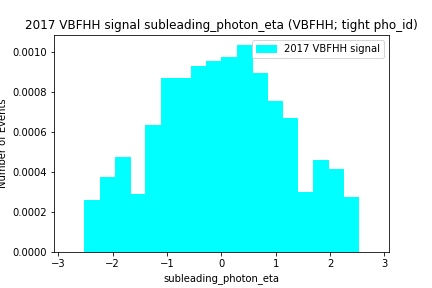 2017 VBFHH signal subleading_photon_eta (VBFHH; tight pho_id)
2017 VBFHH signal
Number of Events
0.0010
0.0008
0.0006
0.0004
0.0002
0.0000
−3 −2 −1 0 1 2 3
subleading_photon_eta